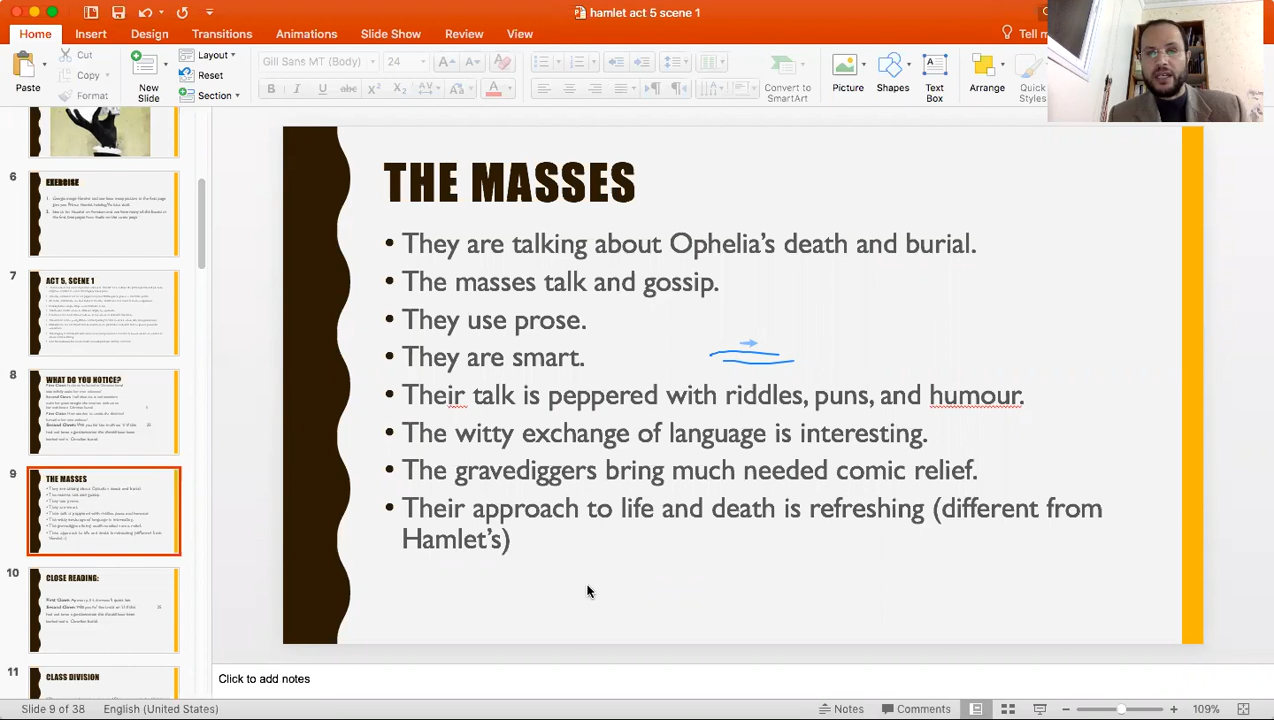 hamlet act 5 scene 1
Home Insert Design Transitions Animations Slide Show Review View Tell m
Paste
Cut
Copy
Format
New Slide
Layout
Reset
Section
Gill Sans MT (Body) 24
Convert to SmartArt
Picture
Shapes
Text Box
Arrange
Quick Styles
6
EXERCISE
7
ACT 5, SCENE 1
8
WHAT DO YOU NOTICE?
9
THE MASSES
10
CLOSE READING:
11
CLASS DIVISION
THE MASSES
• They are talking about Ophelia's death and burial.
• The masses talk and gossip.
• They use prose.
• They are smart.
• Their talk is peppered with riddles, puns, and humour.
• The witty exchange of language is interesting.
• The gravediggers bring much needed comic relief.
• Their approach to life and death is refreshing (different from
Hamlet's)
Click to add notes
Slide 9 of 38 English (United States) Notes Comments 109%